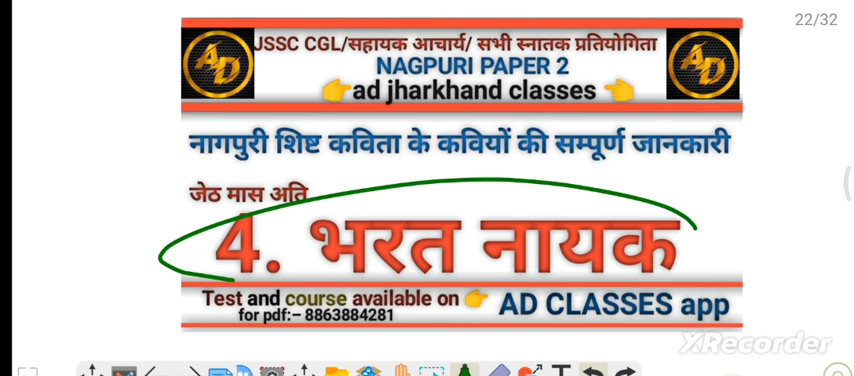 22/32
JSSC CGL/सहायक आचार्य/ सभी स्नातक प्रतियोगिता
NAGPURI PAPER 2
👉ad jharkhand classes👈
AD
AD
नागपुरी शिष्ट कविता के कवियों की सम्पूर्ण जानकारी
जेठ मास अति
4. भरत नायक
Test and course available on 👉 AD CLASSES app
for pdf:– 8863884281
XRecorder